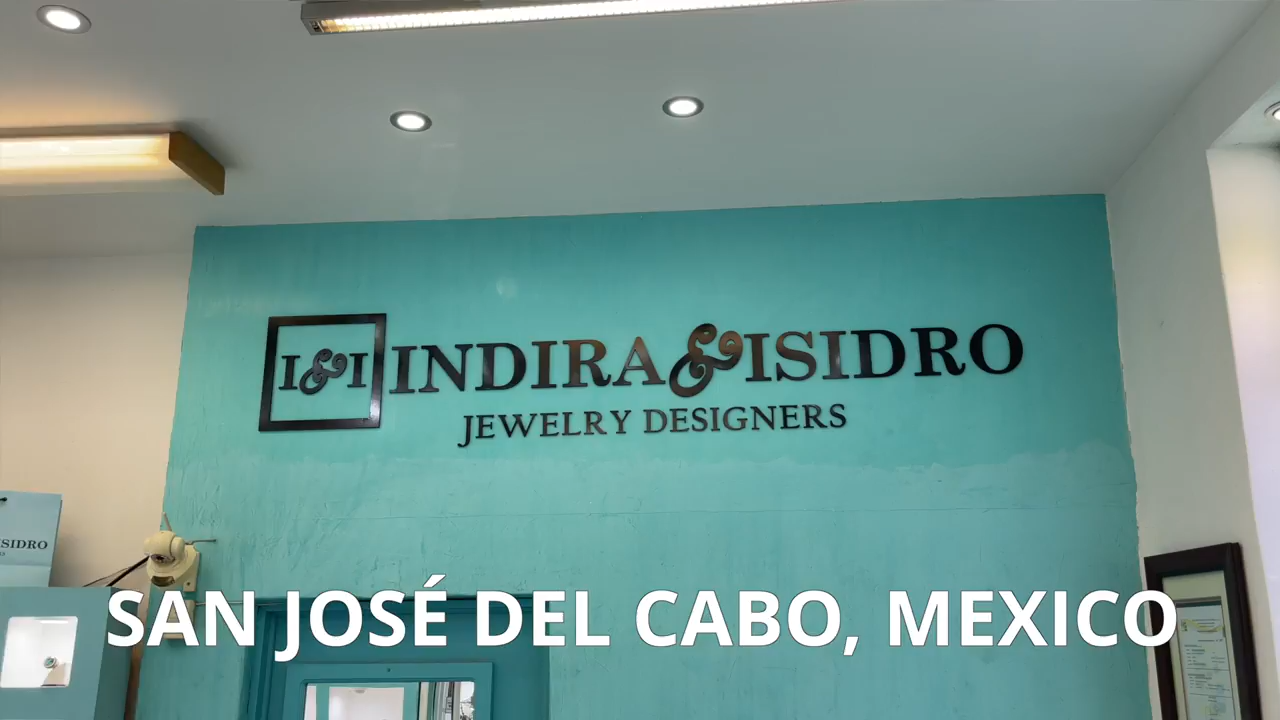 I&I INDIRA & ISIDRO
JEWELRY DESIGNERS
ISIDRO
SAN JOSÉ DEL CABO, MEXICO